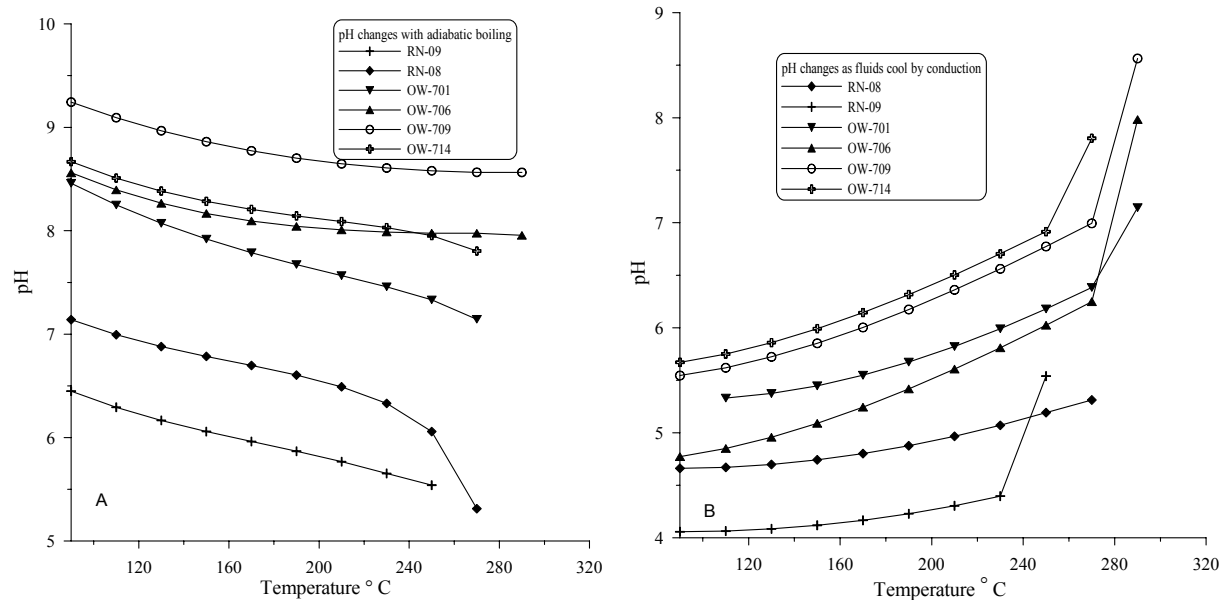 10
9
8
7
6
5
pH
120
160
200
240
280
320
Temperature ° C
A
pH changes with adiabatic boiling
RN-09
RN-08
OW-701
OW-706
OW-709
OW-714
9
8
7
6
5
4
pH
120
160
200
240
280
320
Temperature ° C
B
pH changes as fluids cool by conduction
RN-08
RN-09
OW-701
OW-706
OW-709
OW-714